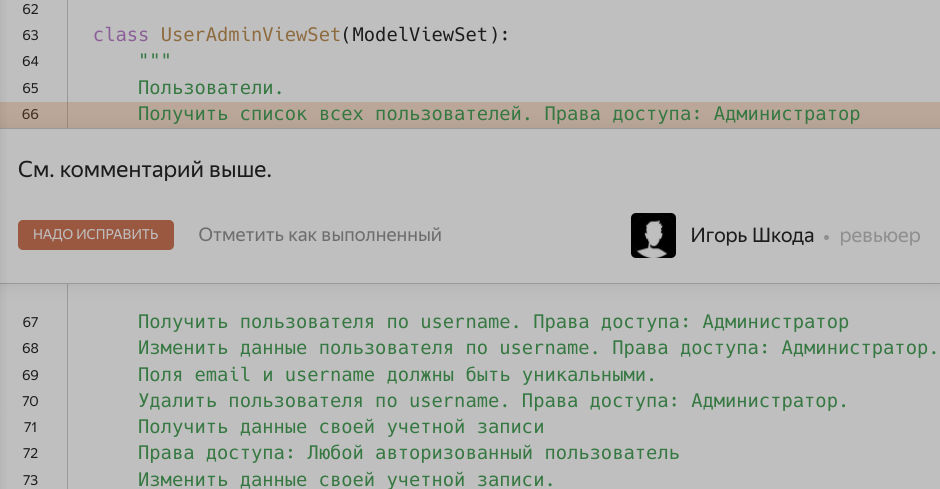 62
63 class UserAdminViewSet(ModelViewSet):
64 """
65 Пользователи.
66 Получить список всех пользователей. Права доступа: Администратор
См. комментарий выше.
НАДО ИСПРАВИТЬ Отметить как выполненный Игорь Шкода • ревьюер
67 Получить пользователя по username. Права доступа: Администратор
68 Изменить данные пользователя по username. Права доступа: Администратор.
69 Поля email и username должны быть уникальными.
70 Удалить пользователя по username. Права доступа: Администратор.
71 Получить данные своей учетной записи
72 Права доступа: Любой авторизованный пользователь
73 Изменить данные своей учетной записи.